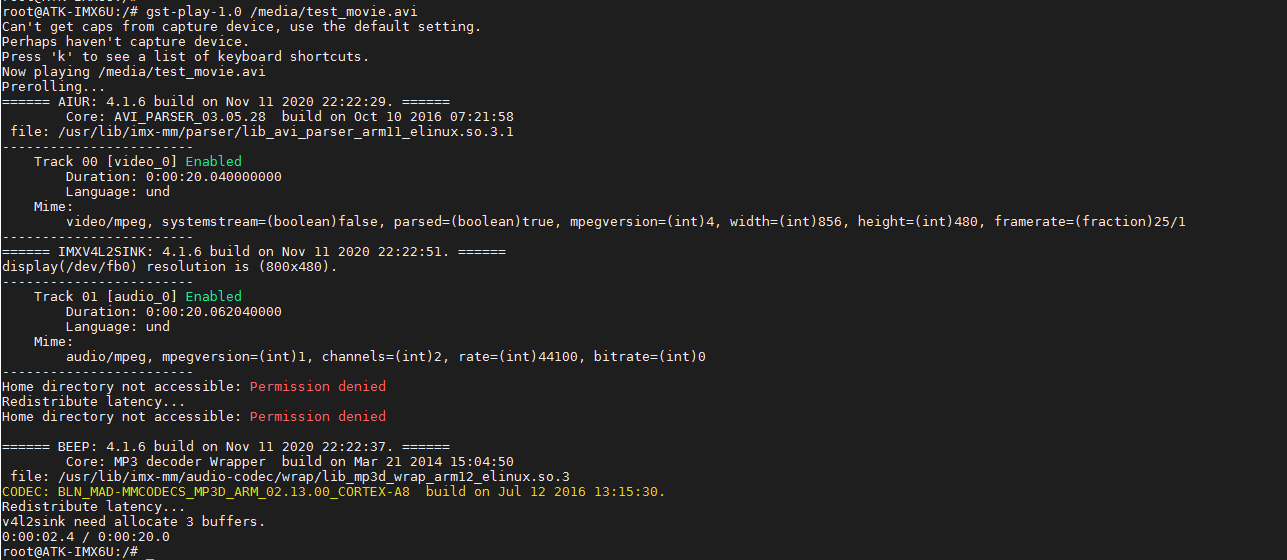 root@ATK-IMX6U:/# gst-play-1.0 /media/test_movie.avi
Can't get caps from capture device, use the default setting.
Perhaps haven't capture device.
Press 'k' to see a list of keyboard shortcuts.
Now playing /media/test_movie.avi
Prerolling...
====== AIUR: 4.1.6 build on Nov 11 2020 22:22:29. ======
        Core: AVI_PARSER_03.05.28  build on Oct 10 2016 07:21:58
 file: /usr/lib/imx-mm/parser/lib_avi_parser_arm11_elinux.so.3.1
------------------------
    Track 00 [video_0] Enabled
        Duration: 0:00:20.040000000
        Language: und
    Mime:
        video/mpeg, systemstream=(boolean)false, parsed=(boolean)true, mpegversion=(int)4, width=(int)856, height=(int)480, framerate=(fraction)25/1
------------------------
====== IMXV4L2SINK: 4.1.6 build on Nov 11 2020 22:22:51. ======
display(/dev/fb0) resolution is (800x480).
------------------------
    Track 01 [audio_0] Enabled
        Duration: 0:00:20.062040000
        Language: und
    Mime:
        audio/mpeg, mpegversion=(int)1, channels=(int)2, rate=(int)44100, bitrate=(int)0
------------------------
Home directory not accessible: Permission denied
Redistribute latency...
Home directory not accessible: Permission denied

====== BEEP: 4.1.6 build on Nov 11 2020 22:22:37. ======
        Core: MP3 decoder Wrapper  build on Mar 21 2014 15:04:50
 file: /usr/lib/imx-mm/audio-codec/wrap/lib_mp3d_wrap_arm12_elinux.so.3
CODEC: BLN_MAD-MMCODECS_MP3D_ARM_02.13.00_CORTEX-A8  build on Jul 12 2016 13:15:30.
Redistribute latency...
v4l2sink need allocate 3 buffers.
0:00:02.4 / 0:00:20.0
root@ATK-IMX6U:/# _